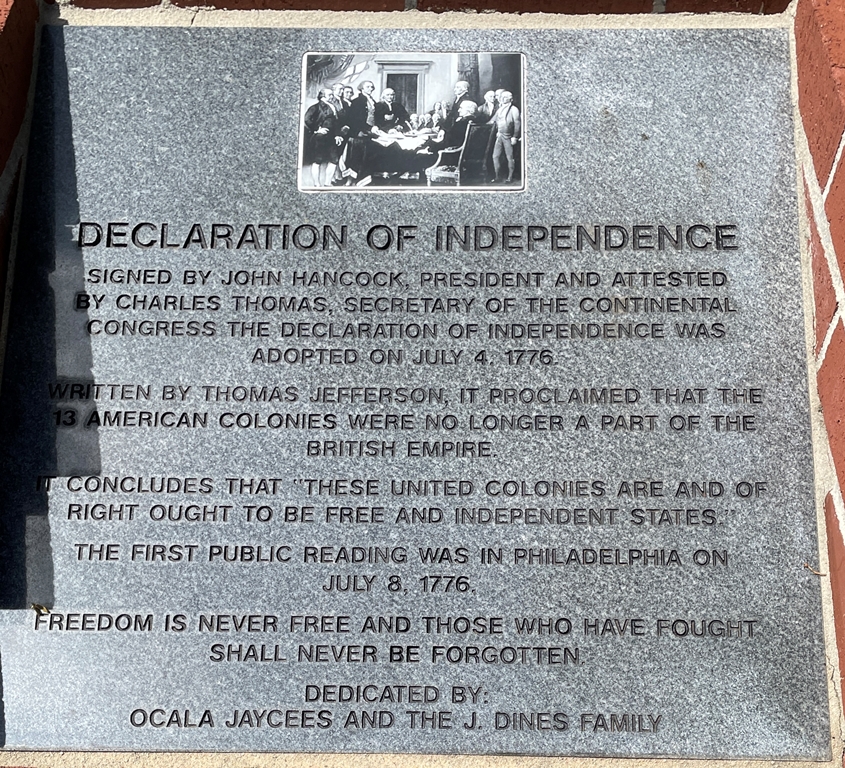 DECLARATION OF INDEPENDENCE
SIGNED BY JOHN HANCOCK, PRESIDENT AND ATTESTED
BY CHARLES THOMAS, SECRETARY OF THE CONTINENTAL
CONGRESS THE DECLARATION OF INDEPENDENCE WAS
ADOPTED ON JULY 4, 1776.
WRITTEN BY THOMAS JEFFERSON, IT PROCLAIMED THAT THE
13 AMERICAN COLONIES WERE NO LONGER A PART OF THE
BRITISH EMPIRE.
IT CONCLUDES THAT "THESE UNITED COLONIES ARE AND OF
RIGHT OUGHT TO BE FREE AND INDEPENDENT STATES."
THE FIRST PUBLIC READING WAS IN PHILADELPHIA ON
JULY 8, 1776.
FREEDOM IS NEVER FREE AND THOSE WHO HAVE FOUGHT
SHALL NEVER BE FORGOTTEN.
DEDICATED BY:
OCALA JAYCEES AND THE J. DINES FAMILY